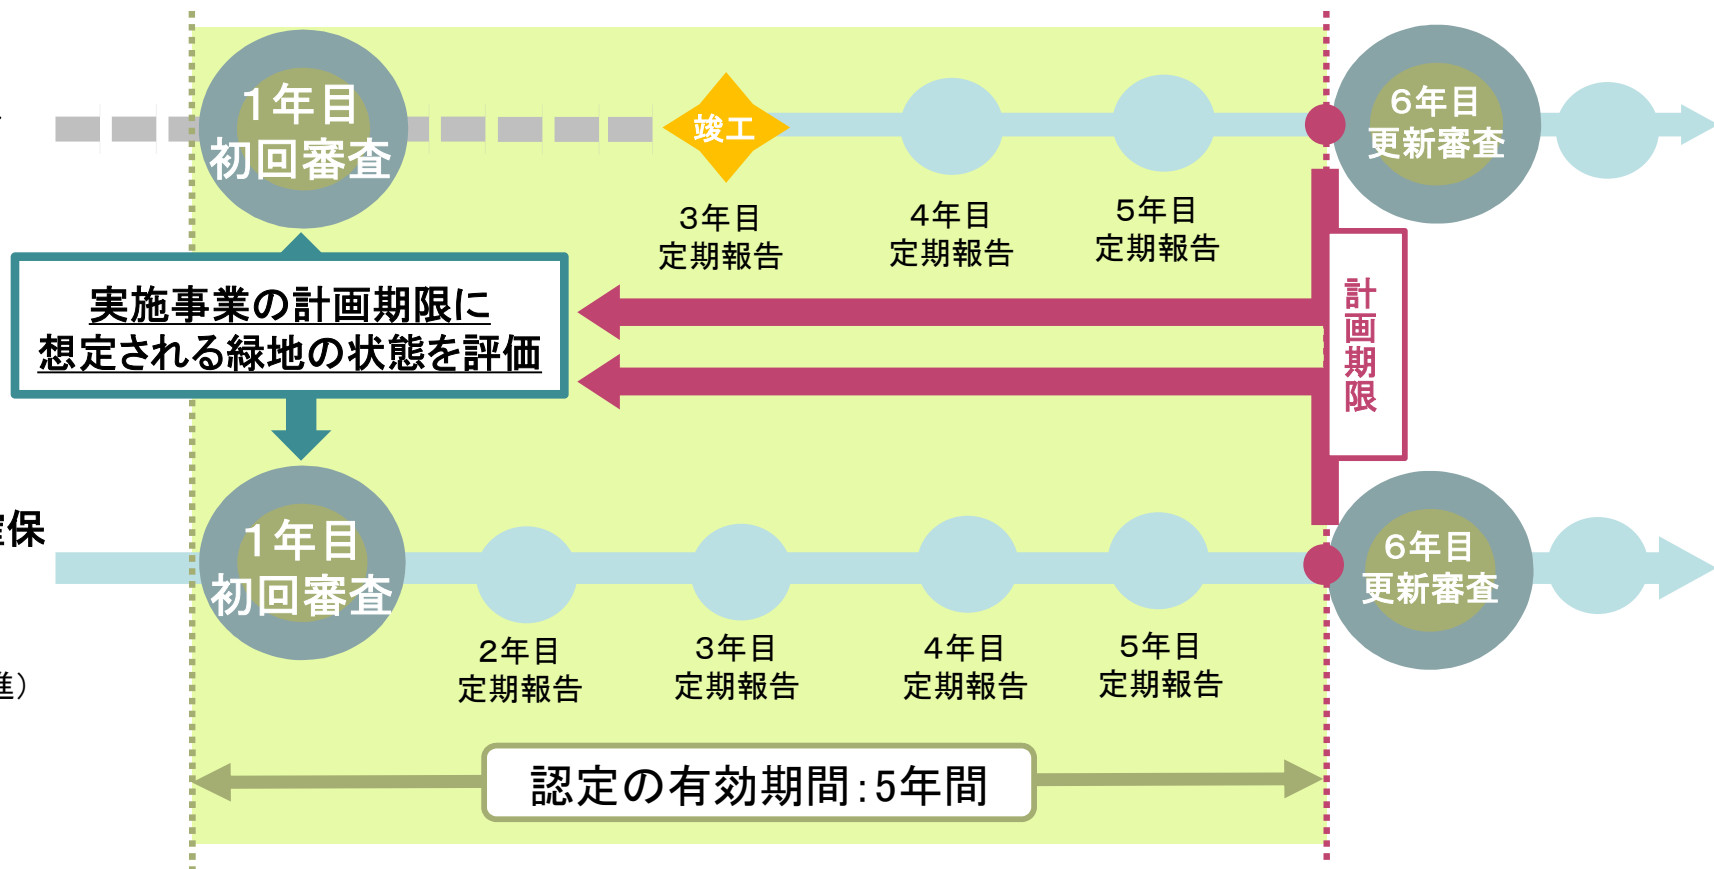 １年目
初回審査
竣工
６年目
更新審査
３年目
定期報告
４年目
定期報告
５年目
定期報告
実施事業の計画期限に
想定される緑地の状態を評価
計画期限
保
１年目
初回審査
６年目
更新審査
２年目
定期報告
３年目
定期報告
４年目
定期報告
５年目
定期報告
進）
認定の有効期間：5年間